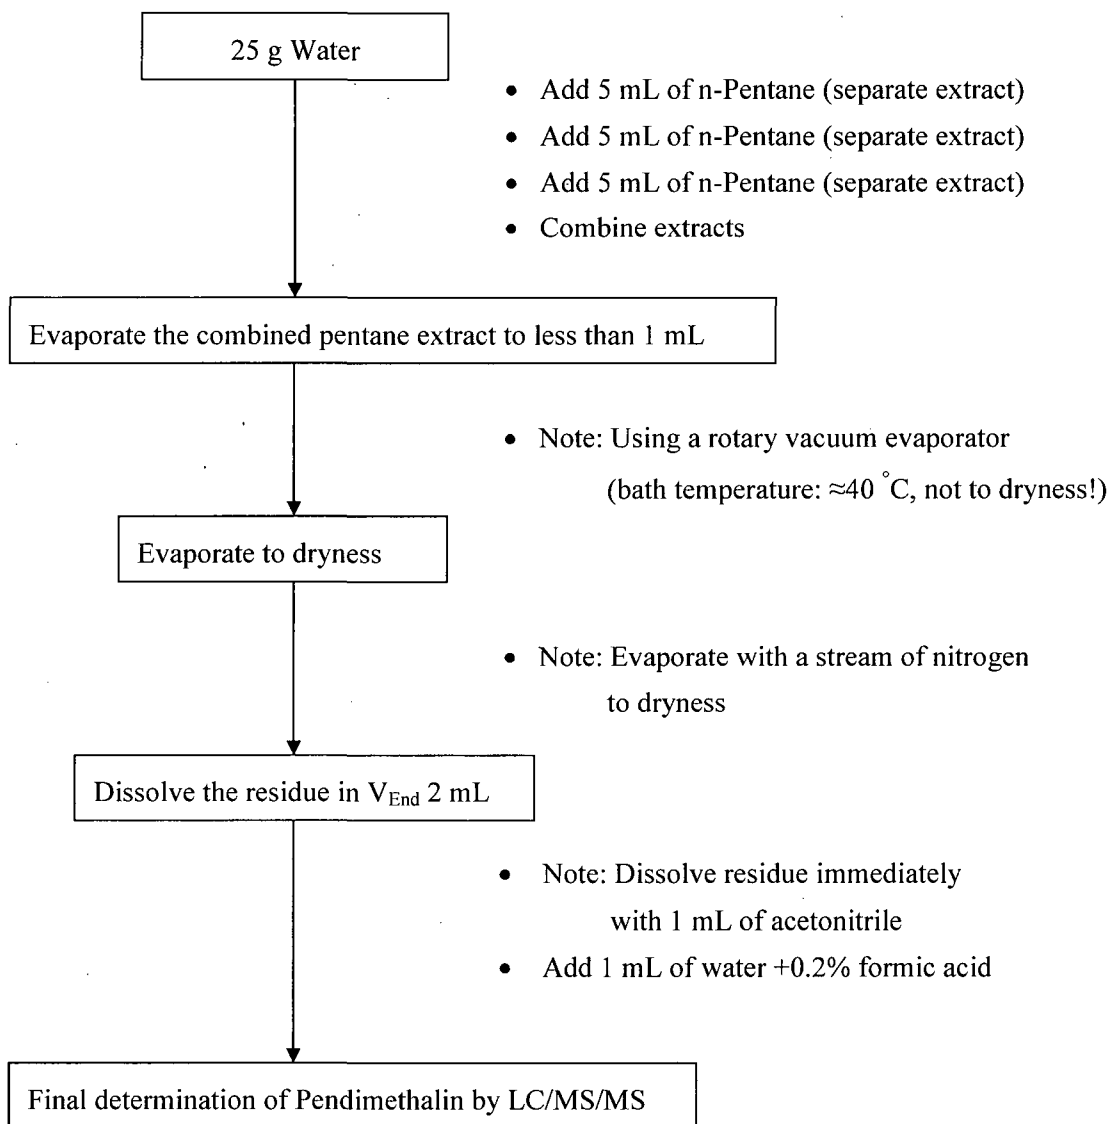 25 g Water
• Add 5 mL of n-Pentane (separate extract)
• Add 5 mL of n-Pentane (separate extract)
• Add 5 mL of n-Pentane (separate extract)
• Combine extracts
Evaporate the combined pentane extract to less than 1 mL
• Note: Using a rotary vacuum evaporator
(bath temperature: ≈40 °C, not to dryness!)
Evaporate to dryness
• Note: Evaporate with a stream of nitrogen
to dryness
Dissolve the residue in V_End 2 mL
• Note: Dissolve residue immediately
with 1 mL of acetonitrile
• Add 1 mL of water +0.2% formic acid
Final determination of Pendimethalin by LC/MS/MS